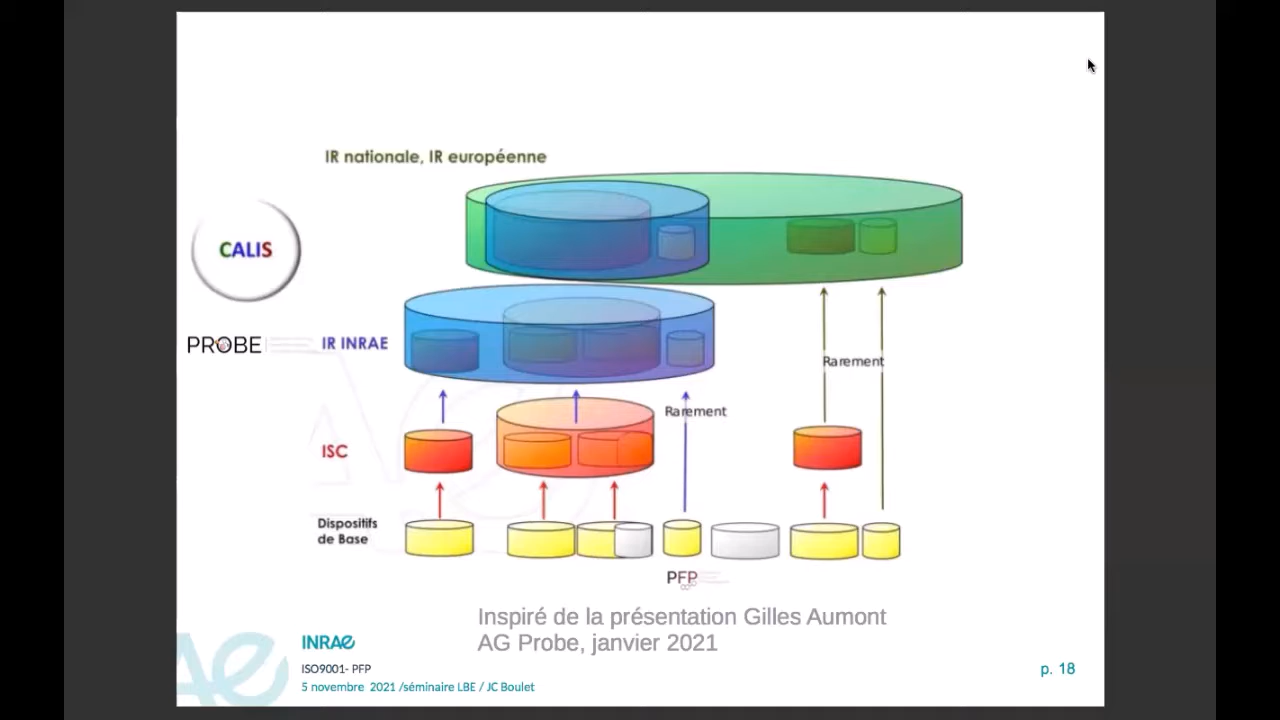 IR nationale, IR européenne
CALIS
PROBE
IR INRAE
Rarement
Rarement
ISC
Dispositifs
de Base
PFP
Inspiré de la présentation Gilles Aumont
AG Probe, janvier 2021
INRAE
ISO9001- PFP
5 novembre 2021 /séminaire LBE / JC Boulet
p. 18